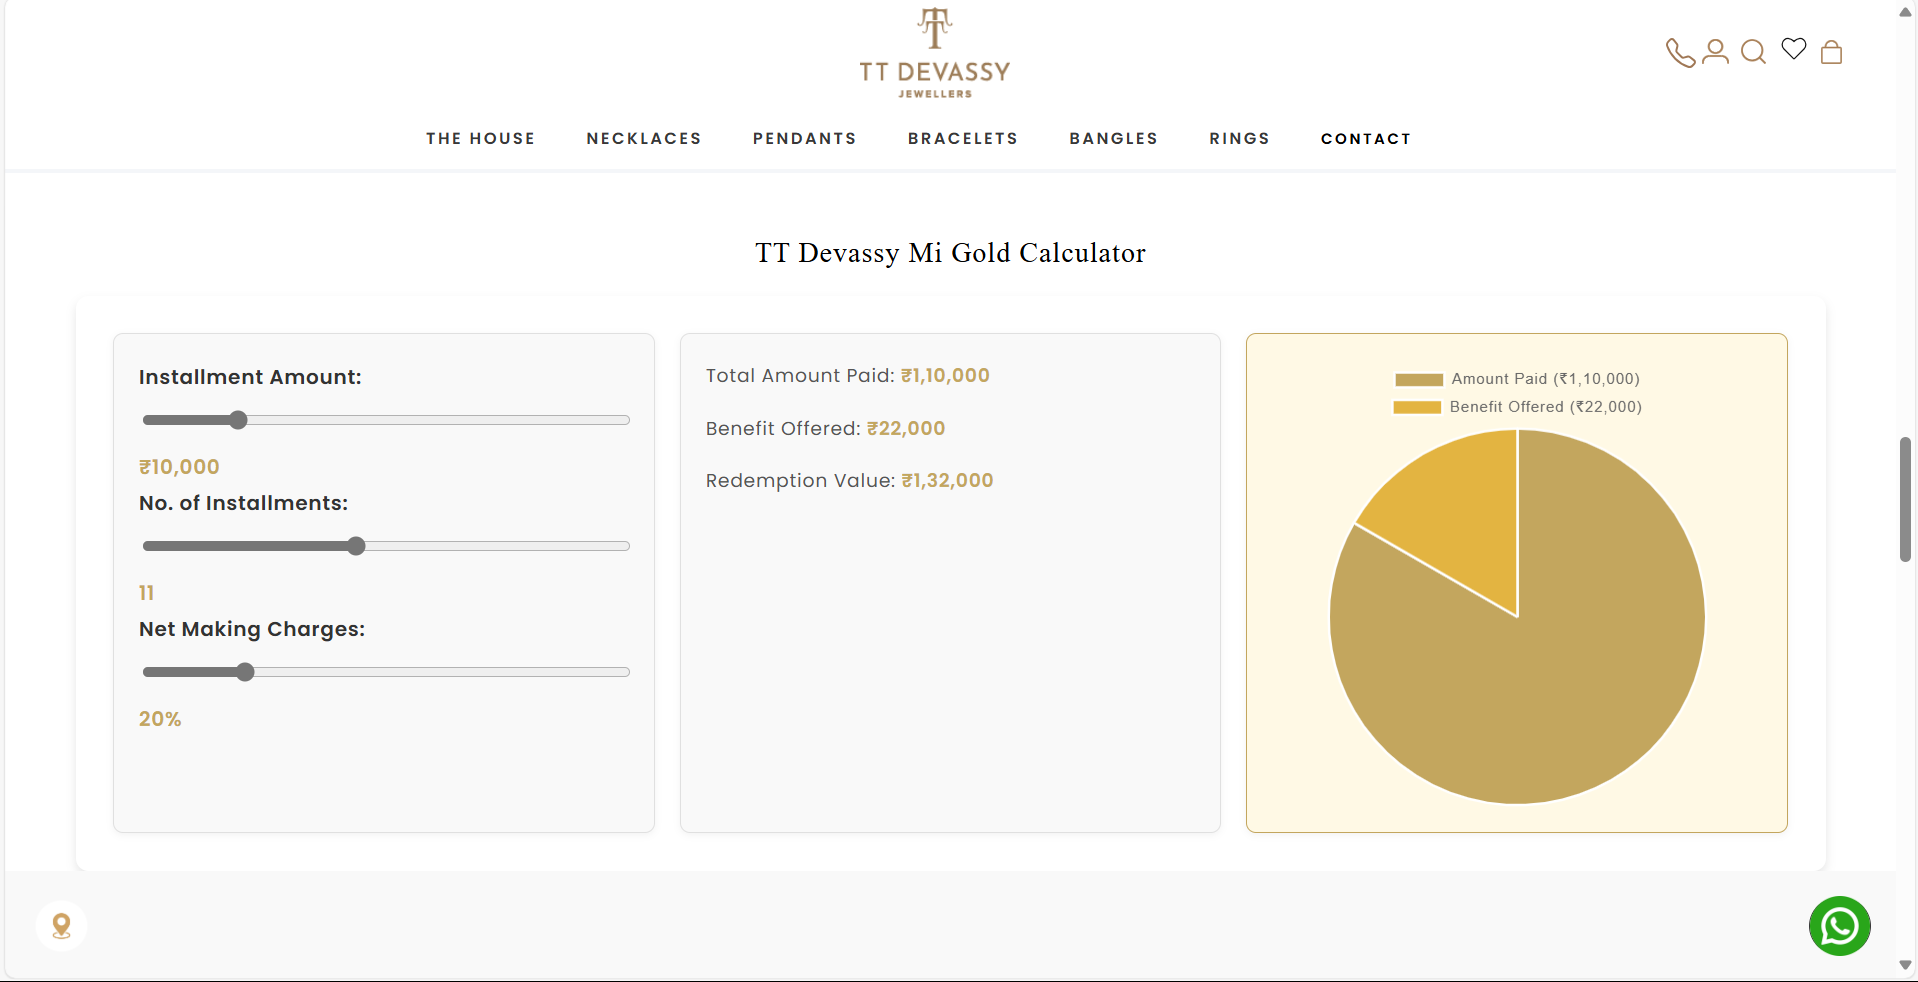 TT DEVASSY
JEWELLERS
THE HOUSE NECKLACES PENDANTS BRACELETS BANGLES RINGS CONTACT
TT Devassy Mi Gold Calculator
Installment Amount:
₹10,000
No. of Installments:
11
Net Making Charges:
20%
Total Amount Paid: ₹1,10,000
Benefit Offered: ₹22,000
Redemption Value: ₹1,32,000
Amount Paid (₹1,10,000)
Benefit Offered (₹22,000)